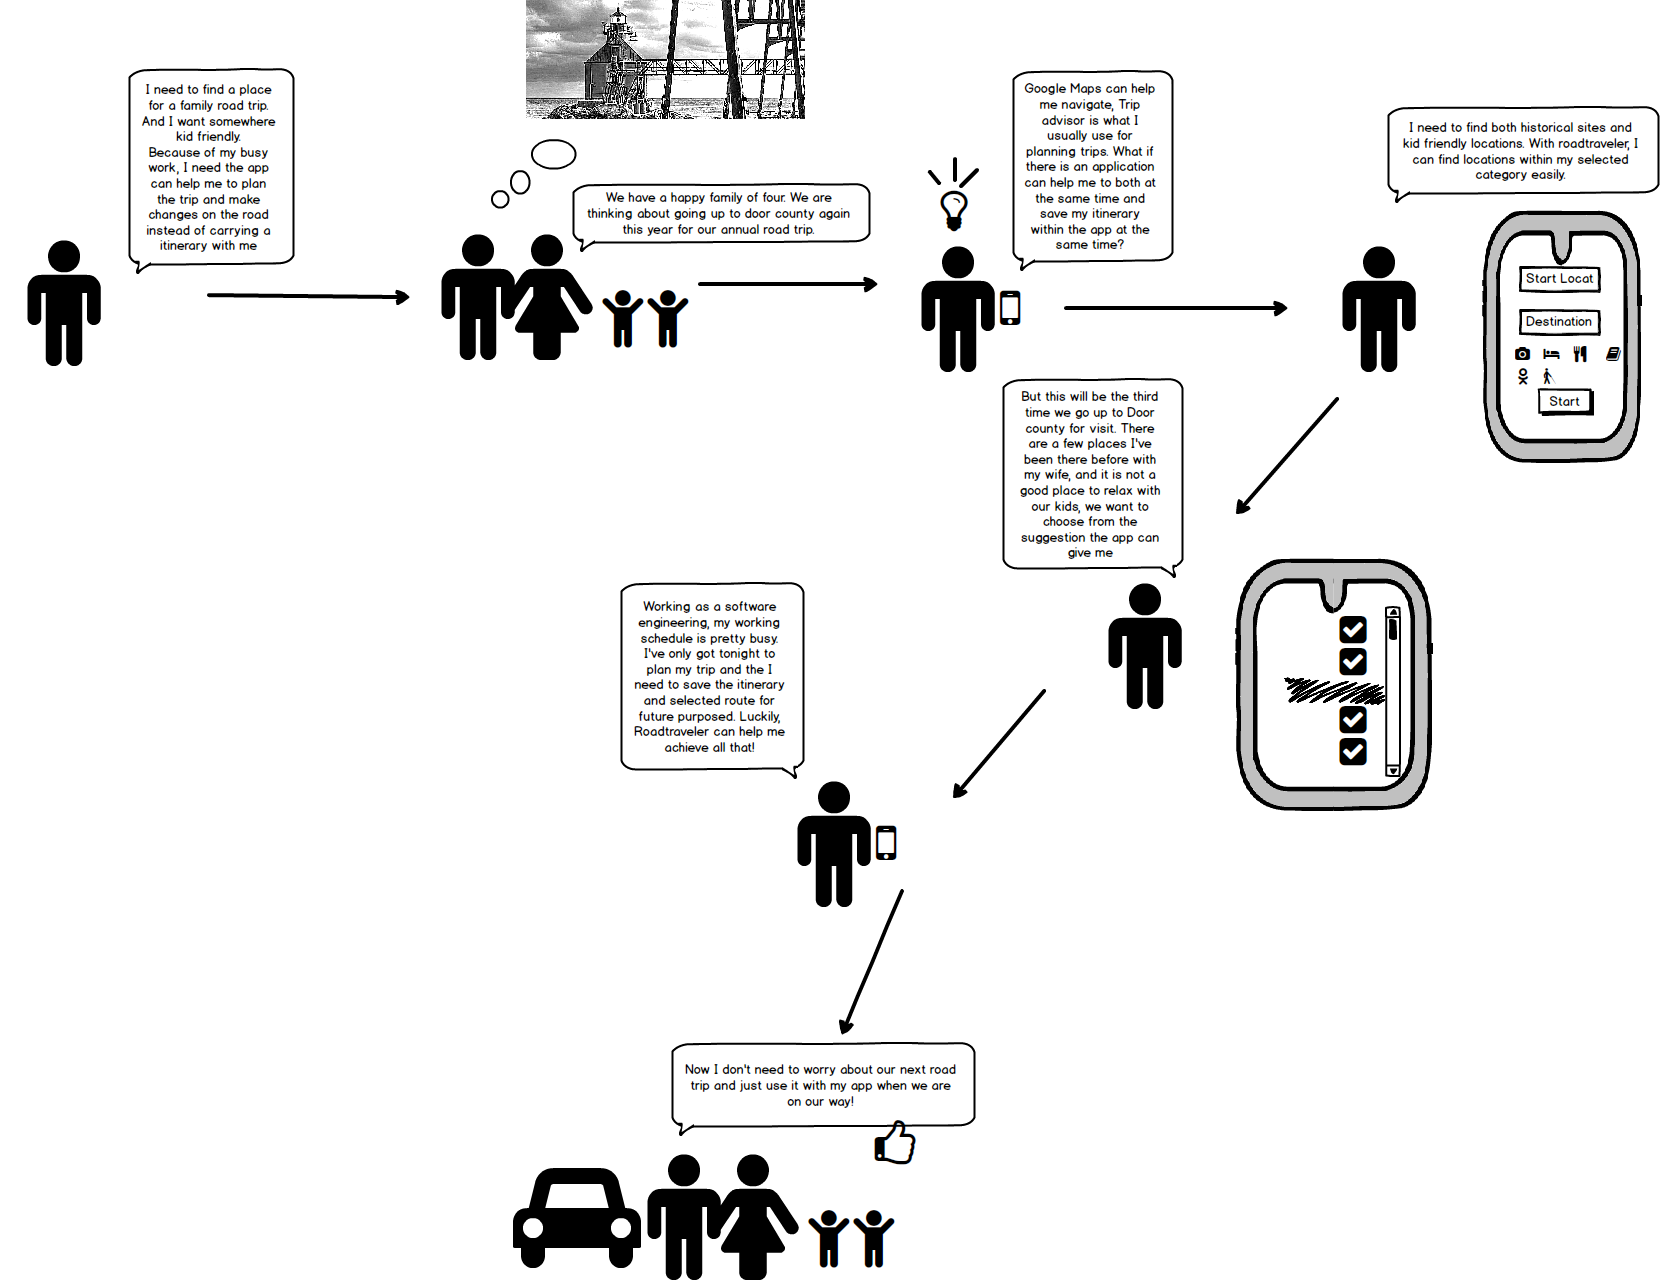 I need to find a place
for a family road trip.
And I want somewhere
kid friendly.
Because of my busy
work, I need the app
can help me to plan
the trip and make
changes on the road
instead of carrying a
itinerary with me
We have a happy family of four. We are
thinking about going up to door county again
this year for our annual road trip.
Google Maps can help
me navigate, Trip
advisor is what I
usually use for
planning trips. What if
there is an application
can help me to both at
the same time and
save my itinerary
within the app at the
same time?
I need to find both historical sites and
kid friendly locations. With roadtraveler, I
can find locations within my selected
category easily.
Start Locat
Destination
Start
But this will be the third
time we go up to Door
county for visit. There
are a few places I've
been there before with
my wife, and it is not a
good place to relax with
our kids, we want to
choose from the
suggestion the app can
give me
Working as a software
engineering, my working
schedule is pretty busy.
I've only got tonight to
plan my trip and the I
need to save the itinerary
and selected route for
future purposed. Luckily,
Roadtraveler can help me
achieve all that!
Now I don't need to worry about our next road
trip and just use it with my app when we are
on our way!